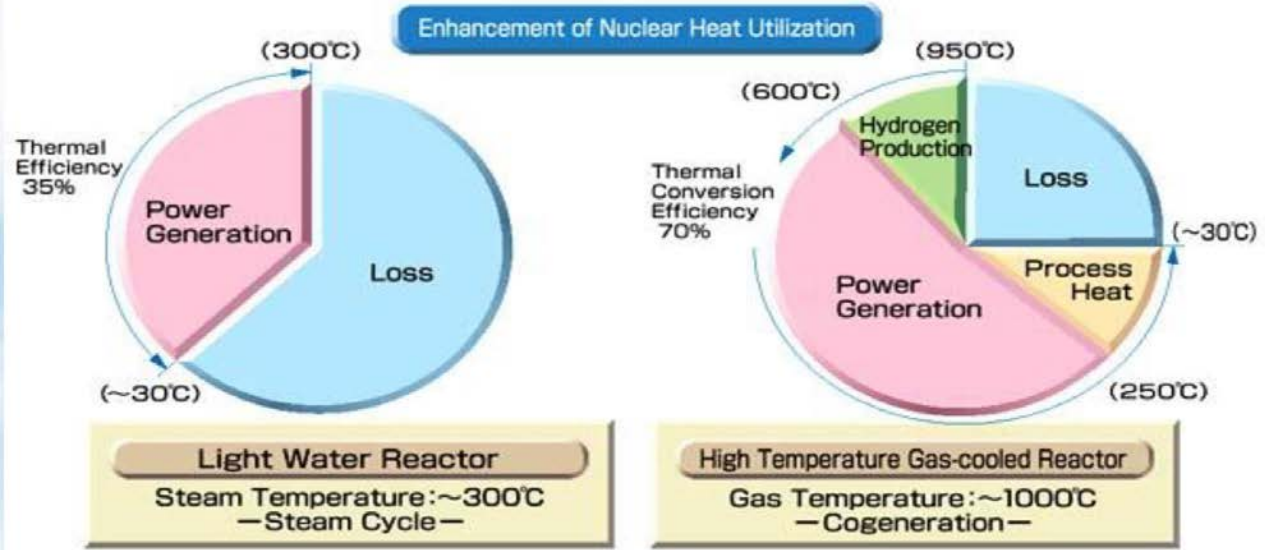 Enhancement of Nuclear Heat Utilization
(300℃)
Thermal
Efficiency
35%
Power
Generation
Loss
(~30℃)
Light Water Reactor
Steam Temperature:~300℃
—Steam Cycle—
(950℃)
(600℃)
Hydrogen
Production
Loss
Thermal
Conversion
Efficiency
70%
(~30℃)
Process
Heat
Power
Generation
(250℃)
High Temperature Gas-cooled Reactor
Gas Temperature:~1000℃
—Cogeneration—